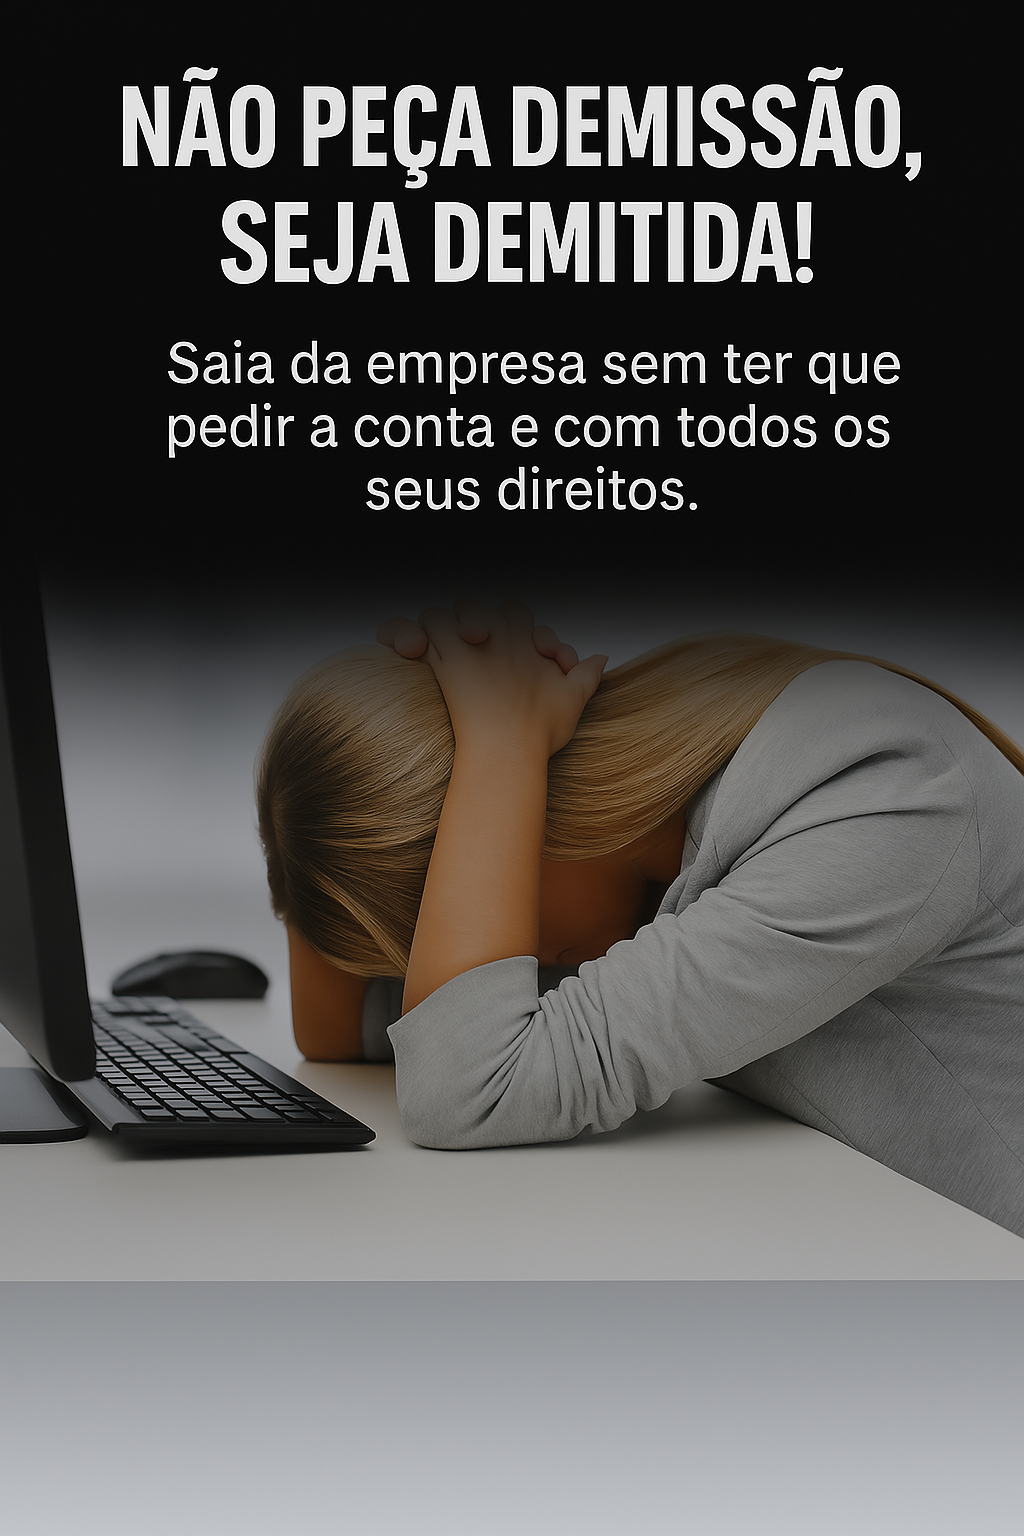 NÃO PEÇA DEMISSÃO,
SEJA DEMITIDA!
Saia da empresa sem ter que
pedir a conta e com todos os
seus direitos.